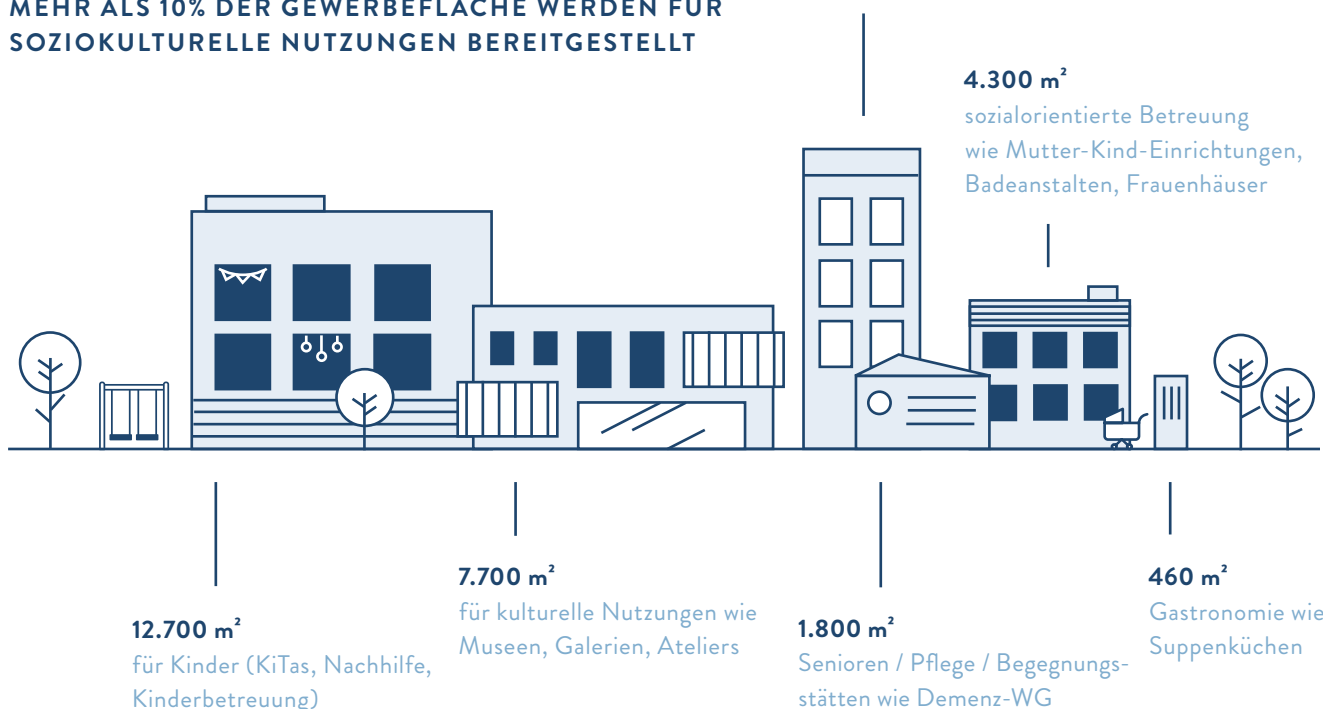 MEHR ALS 10% DER GEWERBEFLÄCHE WERDEN FÜR
SOZIOKULTURELLE NUTZUNGEN BEREITGESTELLT
4.300 m²
sozialorientierte Betreuung
wie Mutter-Kind-Einrichtungen,
Badeanstalten, Frauenhäuser
12.700 m²
für Kinder (KiTas, Nachhilfe,
Kinderbetreuung)
7.700 m²
für kulturelle Nutzungen wie
Museen, Galerien, Ateliers
1.800 m²
Senioren / Pflege / Begegnungs-
stätten wie Demenz-WG
460 m²
Gastronomie wie
Suppenküchen